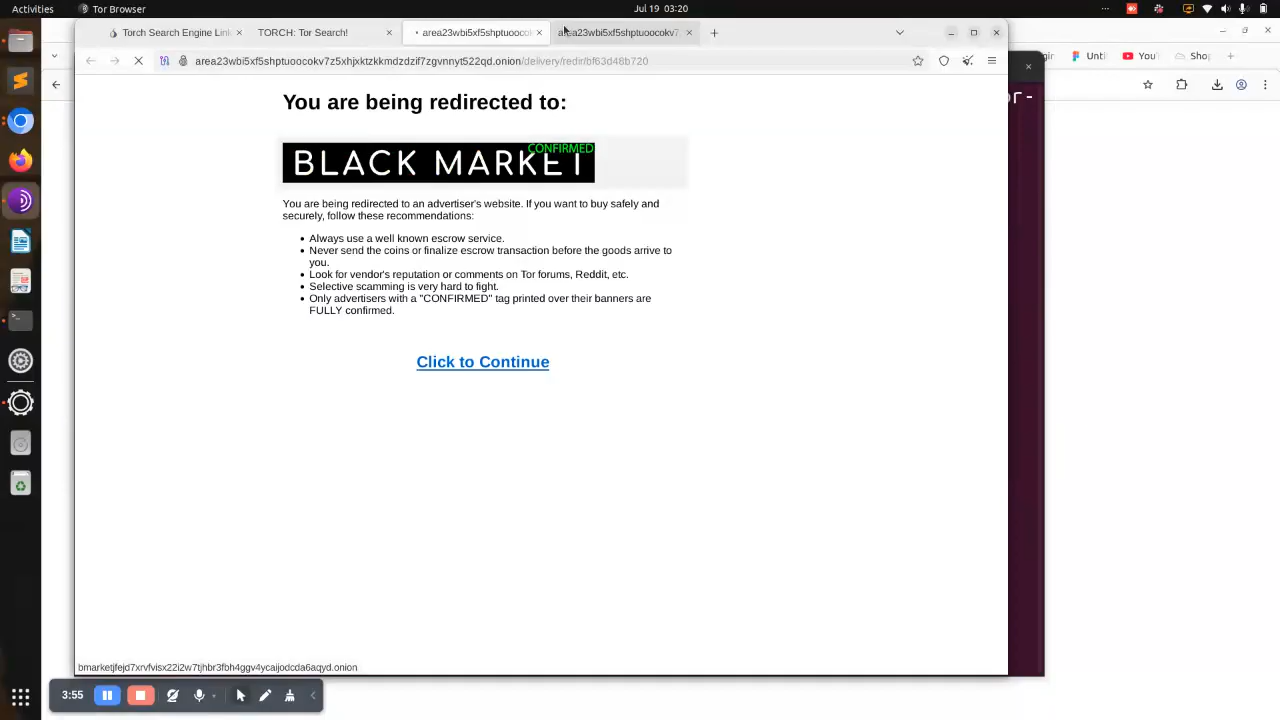 Activities
Tor Browser
Jul 19 03:20
Torch Search Engine Link
TORCH: Tor Search!
area23wbi5xf5shptuoocok
area23wbi5xf5shptuoocokv7
area23wbi5xf5shptuoocokv7z5xhjxktzkkmdzdzif7zgvnnyt522qd.onion/delivery/redir/bf63d48b720
Unti
You
Shop
or-
You are being redirected to:
CONFIRMED
BLACK MARKET
You are being redirected to an advertiser's website. If you want to buy safely and
securely, follow these recommendations:
• Always use a well known escrow service.
• Never send the coins or finalize escrow transaction before the goods arrive to
you.
• Look for vendor's reputation or comments on Tor forums, Reddit, etc.
• Selective scamming is very hard to fight.
• Only advertisers with a "CONFIRMED" tag printed over their banners are
FULLY confirmed.
Click to Continue
bmarketjfejd7xrvfvisx22i2w7tjhbr3fbh4ggv4ycaijodcda6aqyd.onion
3:55